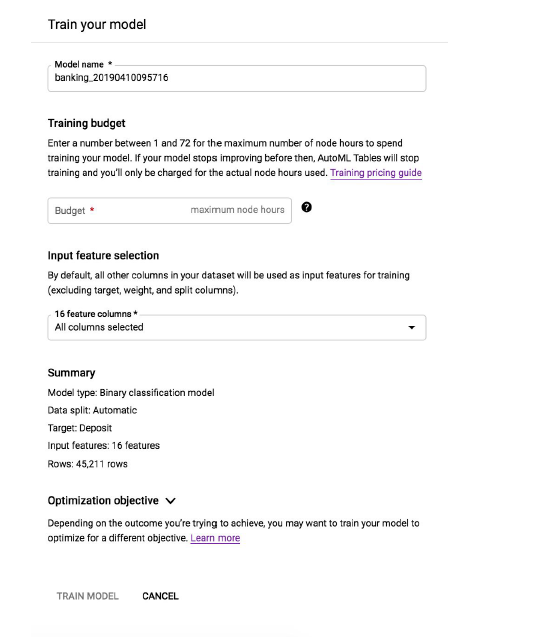 Train your model
Model name *
banking_20190410095716
Training budget
Enter a number between 1 and 72 for the maximum number of node hours to spend
training your model. If your model stops improving before then, AutoML Tables will stop
training and you'll only be charged for the actual node hours used. Training pricing guide
Budget * maximum node hours ?
Input feature selection
By default, all other columns in your dataset will be used as input features for training
(excluding target, weight, and split columns).
16 feature columns *
All columns selected
Summary
Model type: Binary classification model
Data split: Automatic
Target: Deposit
Input features: 16 features
Rows: 45,211 rows
Optimization objective
Depending on the outcome you're trying to achieve, you may want to train your model to
optimize for a different objective. Learn more
TRAIN MODEL CANCEL